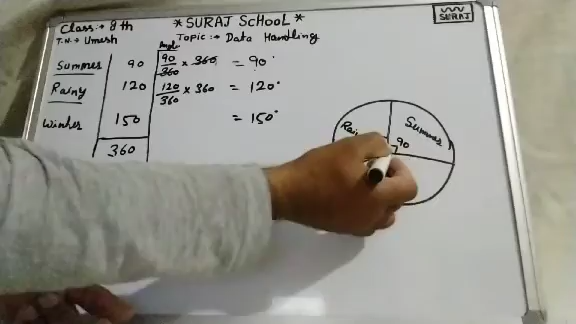 Class:→ 8th
* SURAJ SCHOOL *
SURAJ
T.N:→ Umesh
Topic:→ Data Handling
Angle
Summer 90 90/360 × 360 = 90°
Rainy 120 120/360 × 360 = 120°
Winter 150 = 150°
360
Summer
90